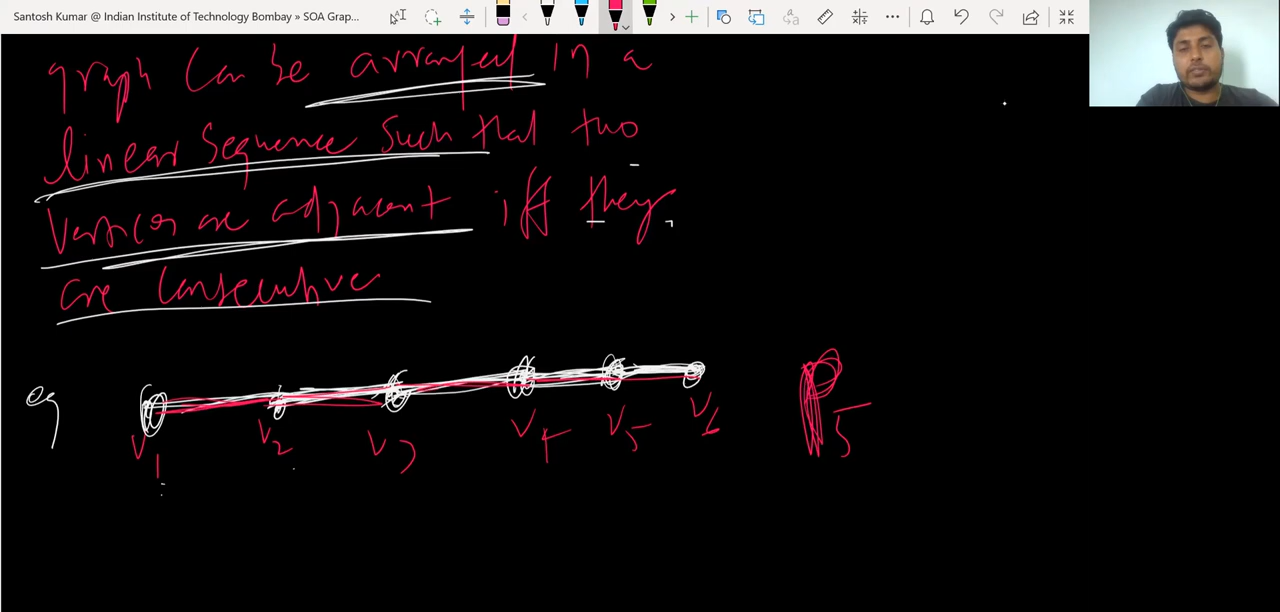 Santosh Kumar @ Indian Institute of Technology Bombay » SOA Grap...
graph can be arranged in a
linear sequence such that two
vertices are adjacent iff they
are consecutive
eg
V1 V2 V3 V4 V5 V6
P5